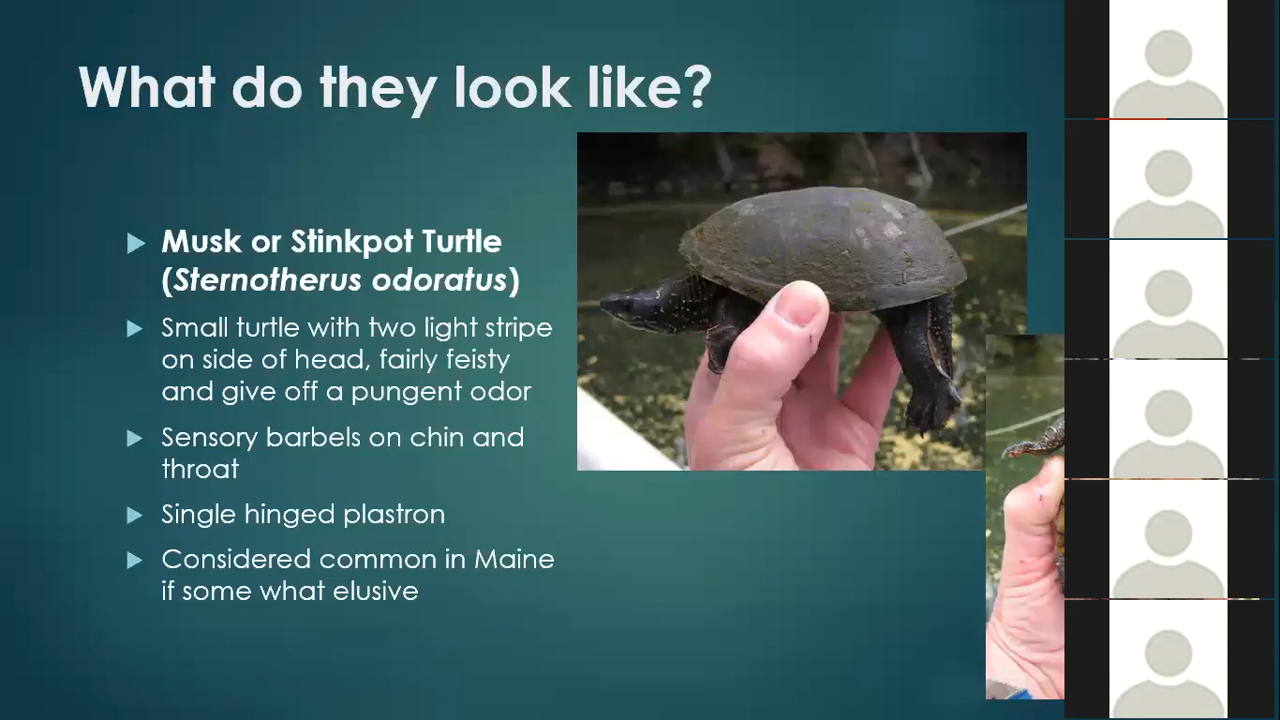 What do they look like?
Musk or Stinkpot Turtle
(Sternotherus odoratus)
Small turtle with two light stripe
on side of head, fairly feisty
and give off a pungent odor
Sensory barbels on chin and
throat
Single hinged plastron
Considered common in Maine
if some what elusive